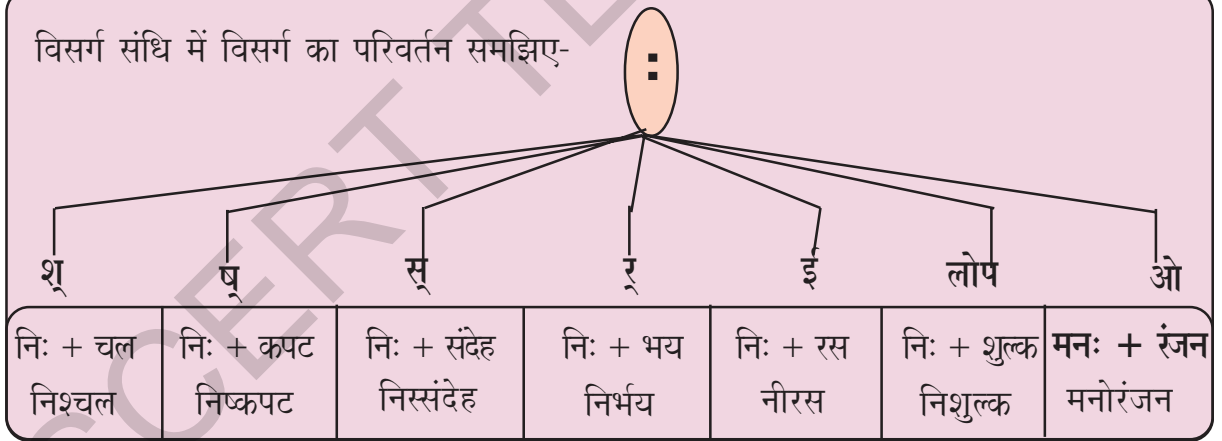 विसर्ग संधि में विसर्ग का परिवर्तन समझिए-
:
श् ष् स् र् ई लोप ओ
निः + चल निः + कपट निः + संदेह निः + भय निः + रस निः + शुल्क मनः + रंजन
निश्चल निष्कपट निस्संदेह निर्भय नीरस निशुल्क मनोरंजन